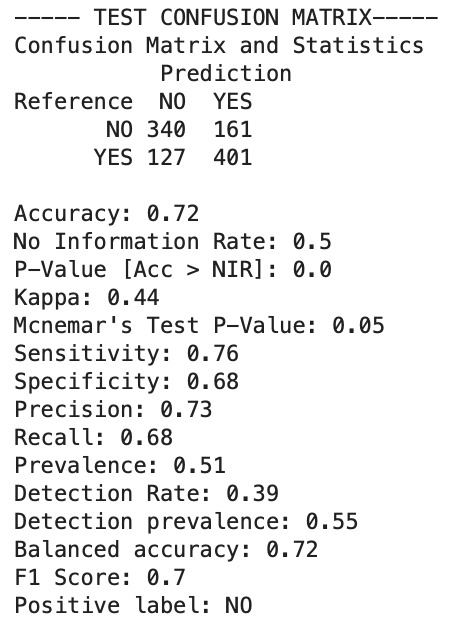 ----- TEST CONFUSION MATRIX-----
Confusion Matrix and Statistics
Prediction
Reference NO YES
NO 340 161
YES 127 401
Accuracy: 0.72
No Information Rate: 0.5
P-Value [Acc > NIR]: 0.0
Kappa: 0.44
Mcnemar's Test P-Value: 0.05
Sensitivity: 0.76
Specificity: 0.68
Precision: 0.73
Recall: 0.68
Prevalence: 0.51
Detection Rate: 0.39
Detection prevalence: 0.55
Balanced accuracy: 0.72
F1 Score: 0.7
Positive label: NO